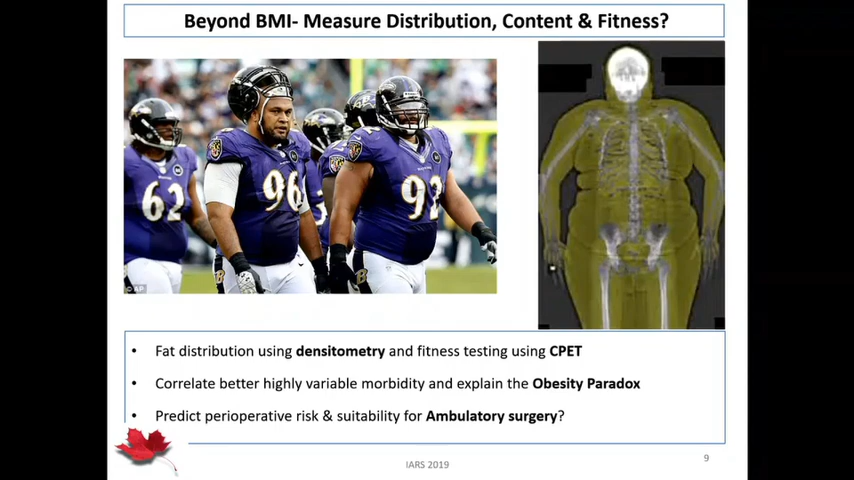 Beyond BMI- Measure Distribution, Content & Fitness?
62
96
92
© AP
• Fat distribution using densitometry and fitness testing using CPET
• Correlate better highly variable morbidity and explain the Obesity Paradox
• Predict perioperative risk & suitability for Ambulatory surgery?
IARS 2019
9